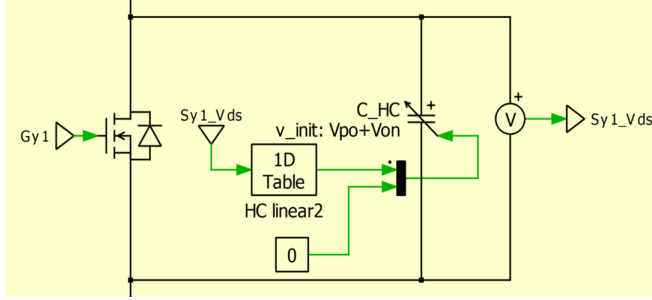 Gy1
Sy1_Vds
C_HC
+
v_init: Vpo+Von
1D
Table
HC linear2
0
+
V
Sy1_Vds